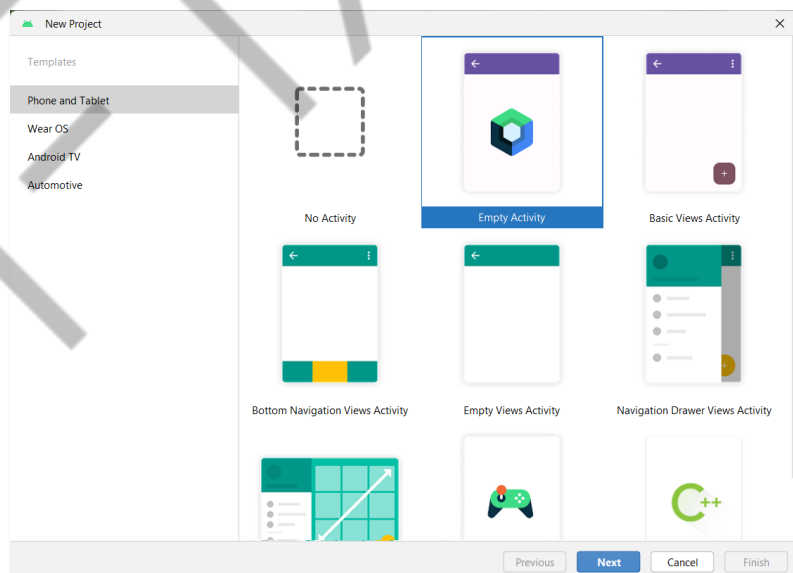 New Project
Templates
Phone and Tablet
Wear OS
Android TV
Automotive
No Activity
Empty Activity
Basic Views Activity
Bottom Navigation Views Activity
Empty Views Activity
Navigation Drawer Views Activity
C++
Previous
Next
Cancel
Finish